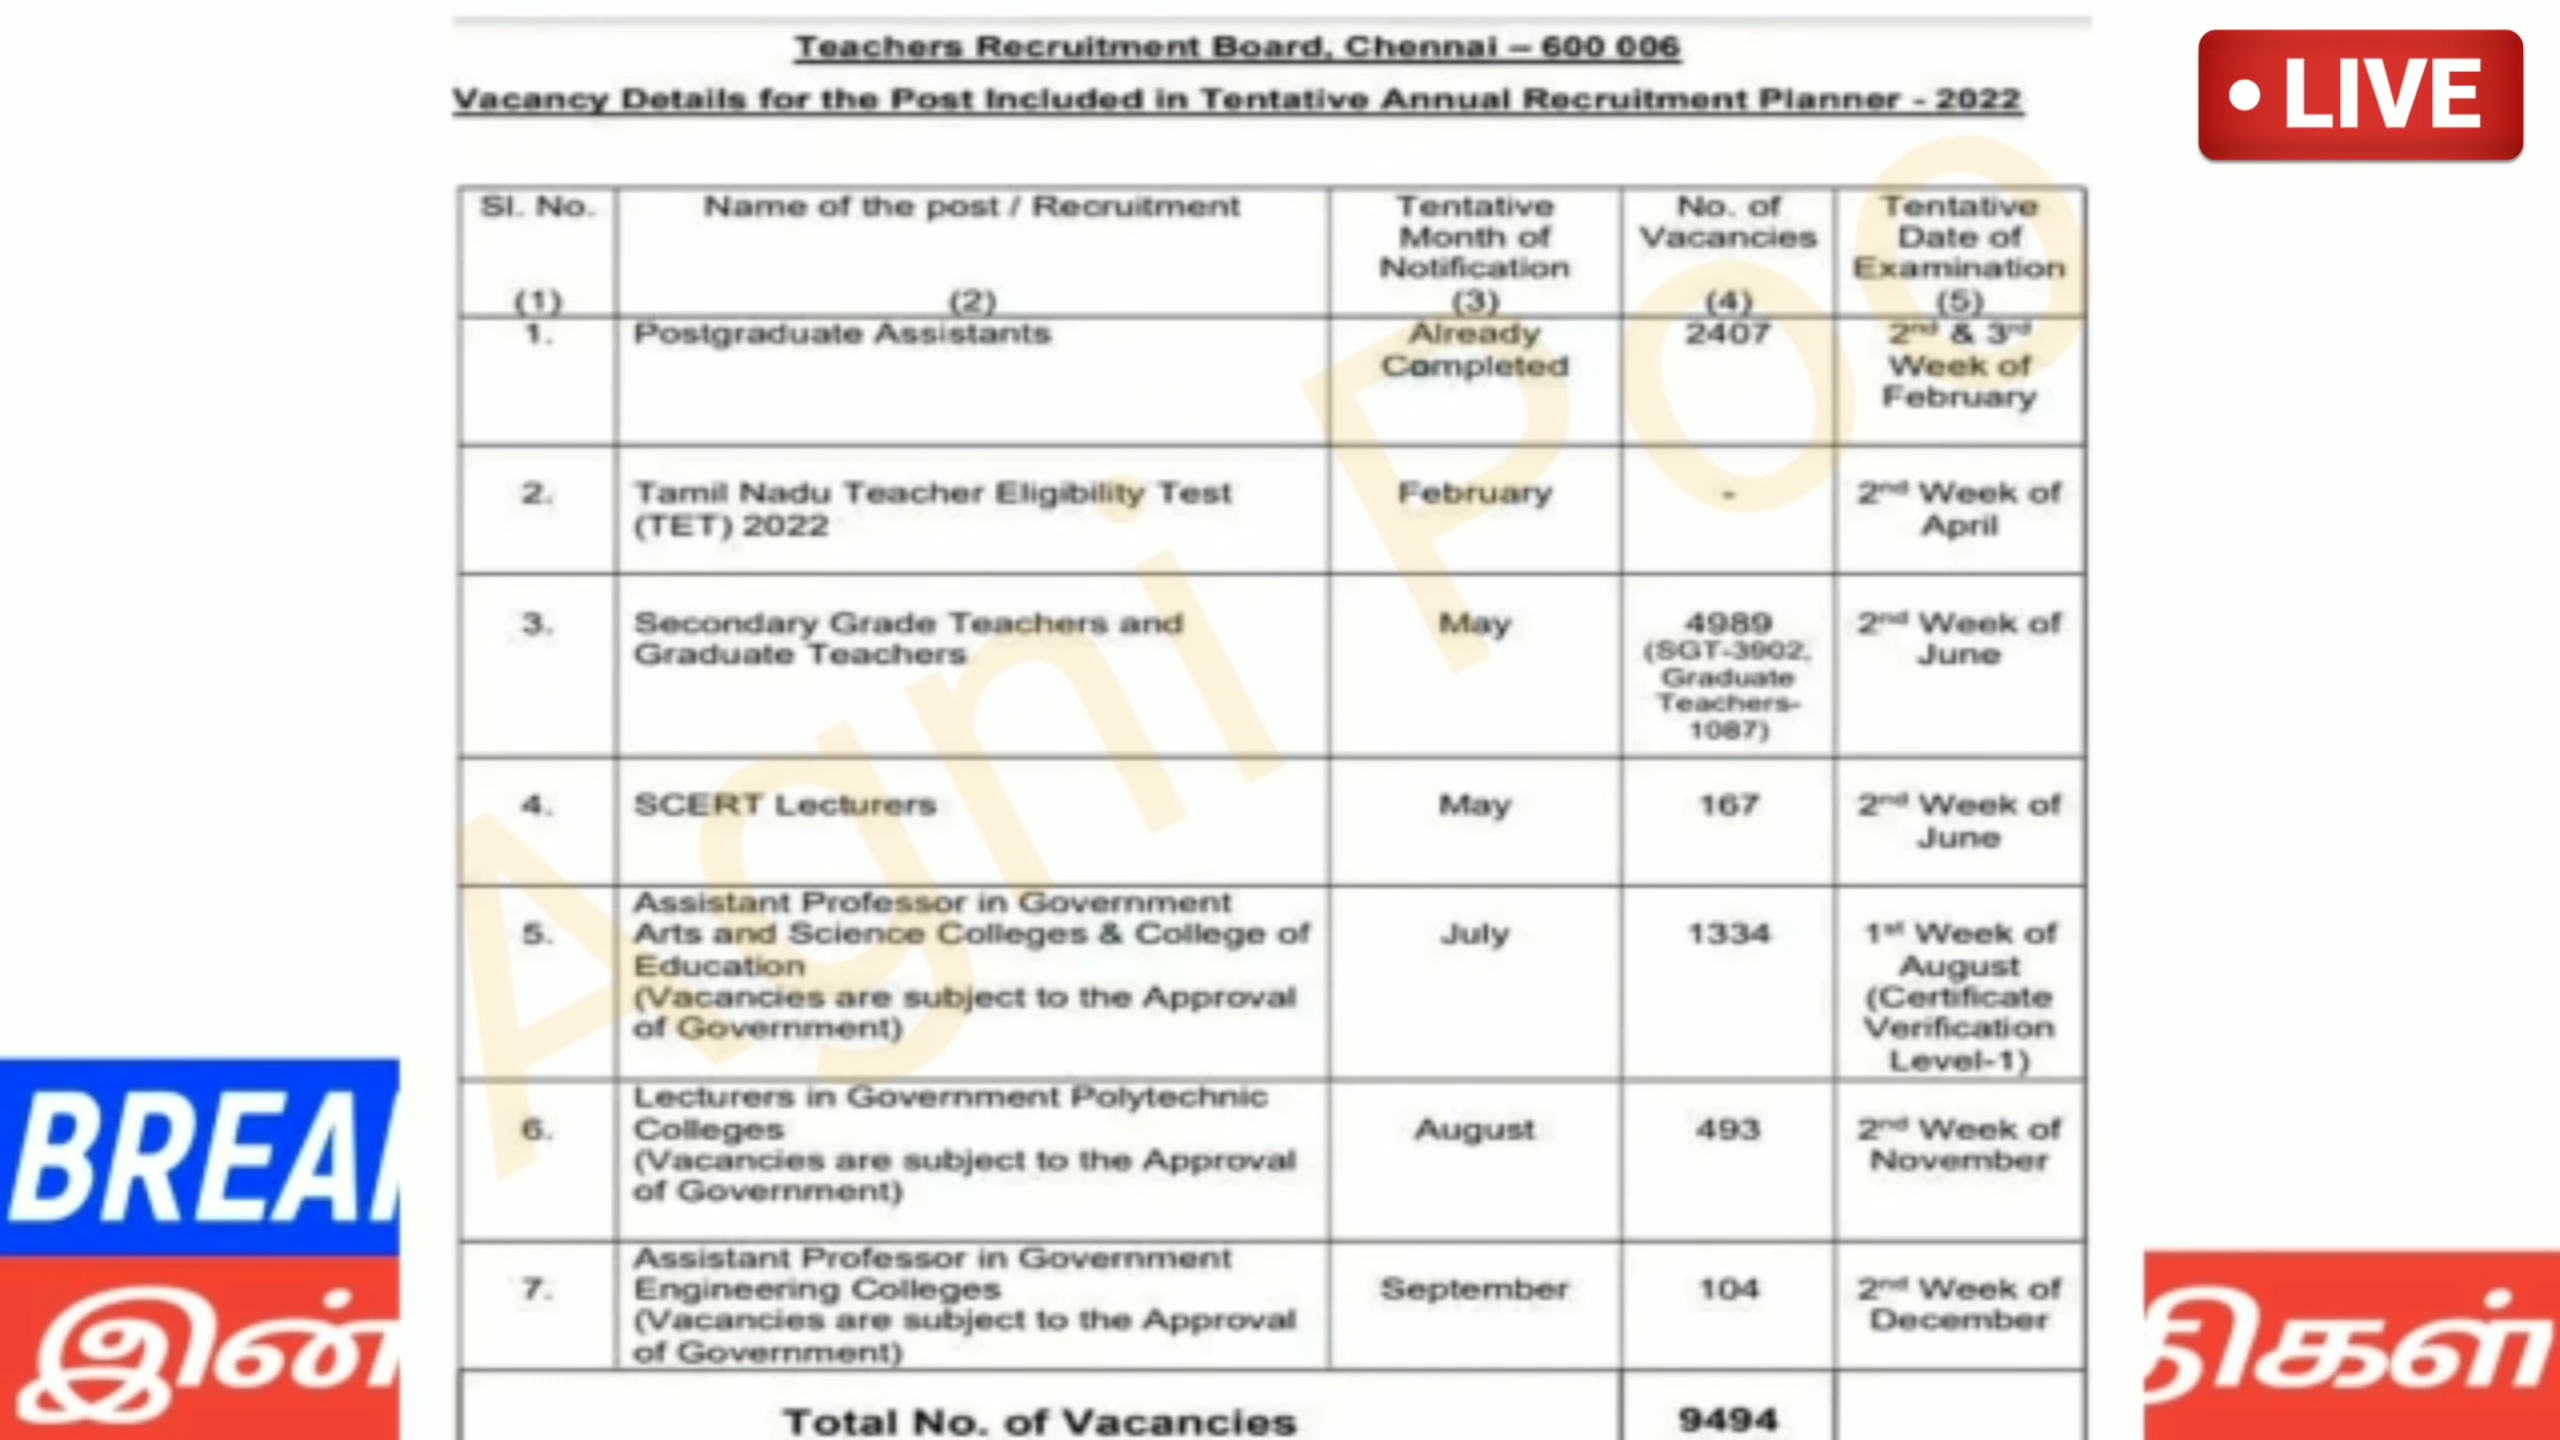 Teachers Recruitment Board, Chennai – 600 006
Vacancy Details for the Post Included in Tentative Annual Recruitment Planner - 2022
• LIVE
Sl. No. (1) Name of the post / Recruitment (2) Tentative Month of Notification (3) No. of Vacancies (4) Tentative Date of Examination (5)
1. Postgraduate Assistants Already Completed 2407 2nd & 3rd Week of February
2. Tamil Nadu Teacher Eligibility Test (TET) 2022 February - 2nd Week of April
3. Secondary Grade Teachers and Graduate Teachers May 4989 (SGT-3902, Graduate Teachers-1087) 2nd Week of June
4. SCERT Lecturers May 167 2nd Week of June
5. Assistant Professor in Government Arts and Science Colleges & College of Education (Vacancies are subject to the Approval of Government) July 1334 1st Week of August (Certificate Verification Level-1)
6. Lecturers in Government Polytechnic Colleges (Vacancies are subject to the Approval of Government) August 493 2nd Week of November
7. Assistant Professor in Government Engineering Colleges (Vacancies are subject to the Approval of Government) September 104 2nd Week of December
Total No. of Vacancies 9494
Agni Poo
BREA
இன்
திகள்